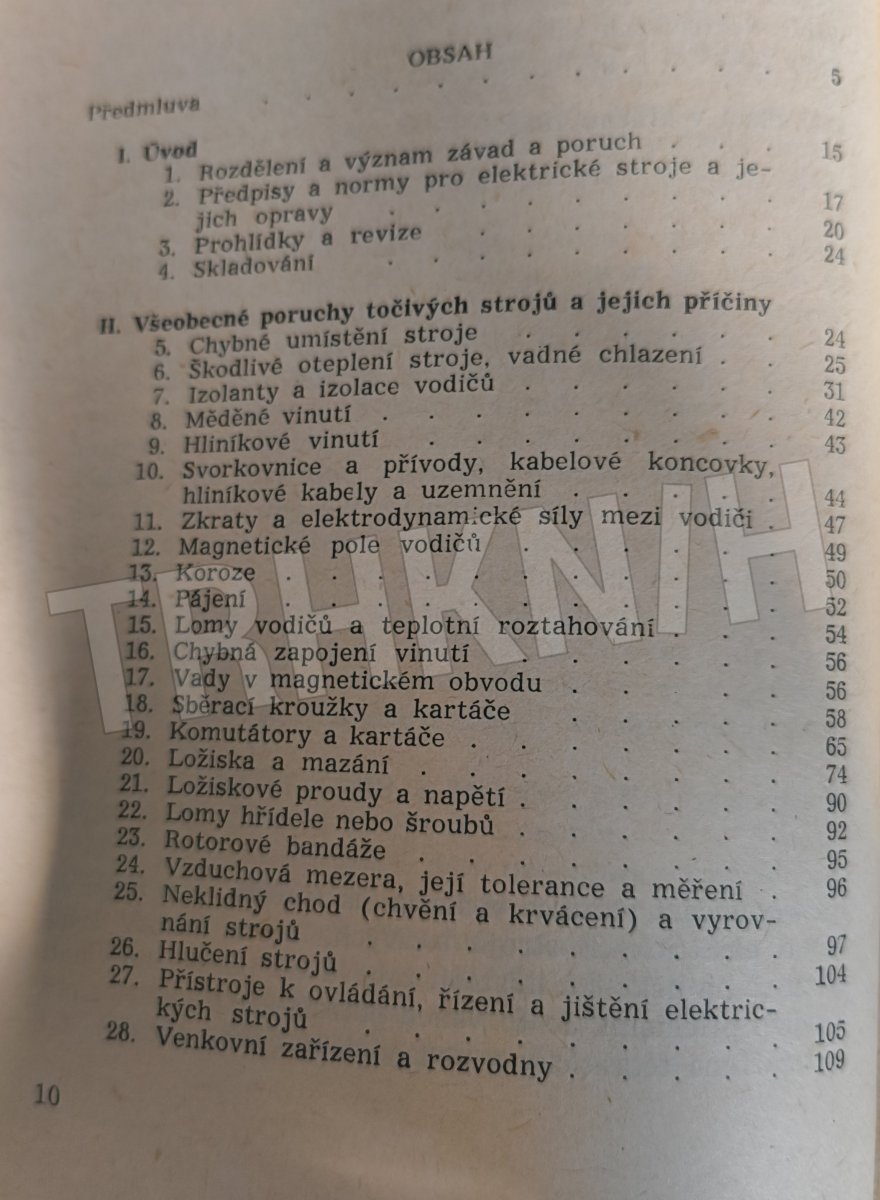 OBSAH
Předmluva . . . . . . . . . . . 5
I. Úvod
1. Rozdělení a význam závad a poruch . . . 15
2. Předpisy a normy pro elektrické stroje a je-
jich opravy . . . . . . . . 17
3. Prohlídky a revize . . . . . . 20
4. Skladování . . . . . . . . 24
II. Všeobecné poruchy točivých strojů a jejich příčiny
5. Chybné umístění stroje . . . . . 24
6. Škodlivé oteplení stroje, vadné chlazení . . 25
7. Izolanty a izolace vodičů . . . . . . 31
8. Měděné vinutí . . . . . . . . 42
9. Hliníkové vinutí . . . . . . . 43
10. Svorkovnice a přívody, kabelové koncovky,
hliníkové kabely a uzemnění . . . . . 44
11. Zkraty a elektrodynamické síly mezi vodiči . 47
12. Magnetické pole vodičů . . . . . . 49
13. Koroze . . . . . . . . . . 50
14. Pájení . . . . . . . . . . 52
15. Lomy vodičů a teplotní roztahování . . . 54
16. Chybná zapojení vinutí . . . . . . 56
17. Vady v magnetickém obvodu . . . . . 56
18. Sběrací kroužky a kartáče . . . . . 58
19. Komutátory a kartáče . . . . . . . 65
20. Ložiska a mazání . . . . . . . . 74
21. Ložiskové proudy a napětí . . . . . . 90
22. Lomy hřídele nebo šroubů . . . . . . 92
23. Rotorové bandáže . . . . . . . . 95
24. Vzduchová mezera, její tolerance a měření . 96
25. Neklidný chod (chvění a krvácení) a vyrov-
nání strojů . . . . . . . . . 97
26. Hlučení strojů . . . . . . . . . 104
27. Přístroje k ovládání, řízení a jištění elektric-
kých strojů . . . . . . . . . 105
28. Venkovní zařízení a rozvodny . . . . . 109
10
TRHKNIH